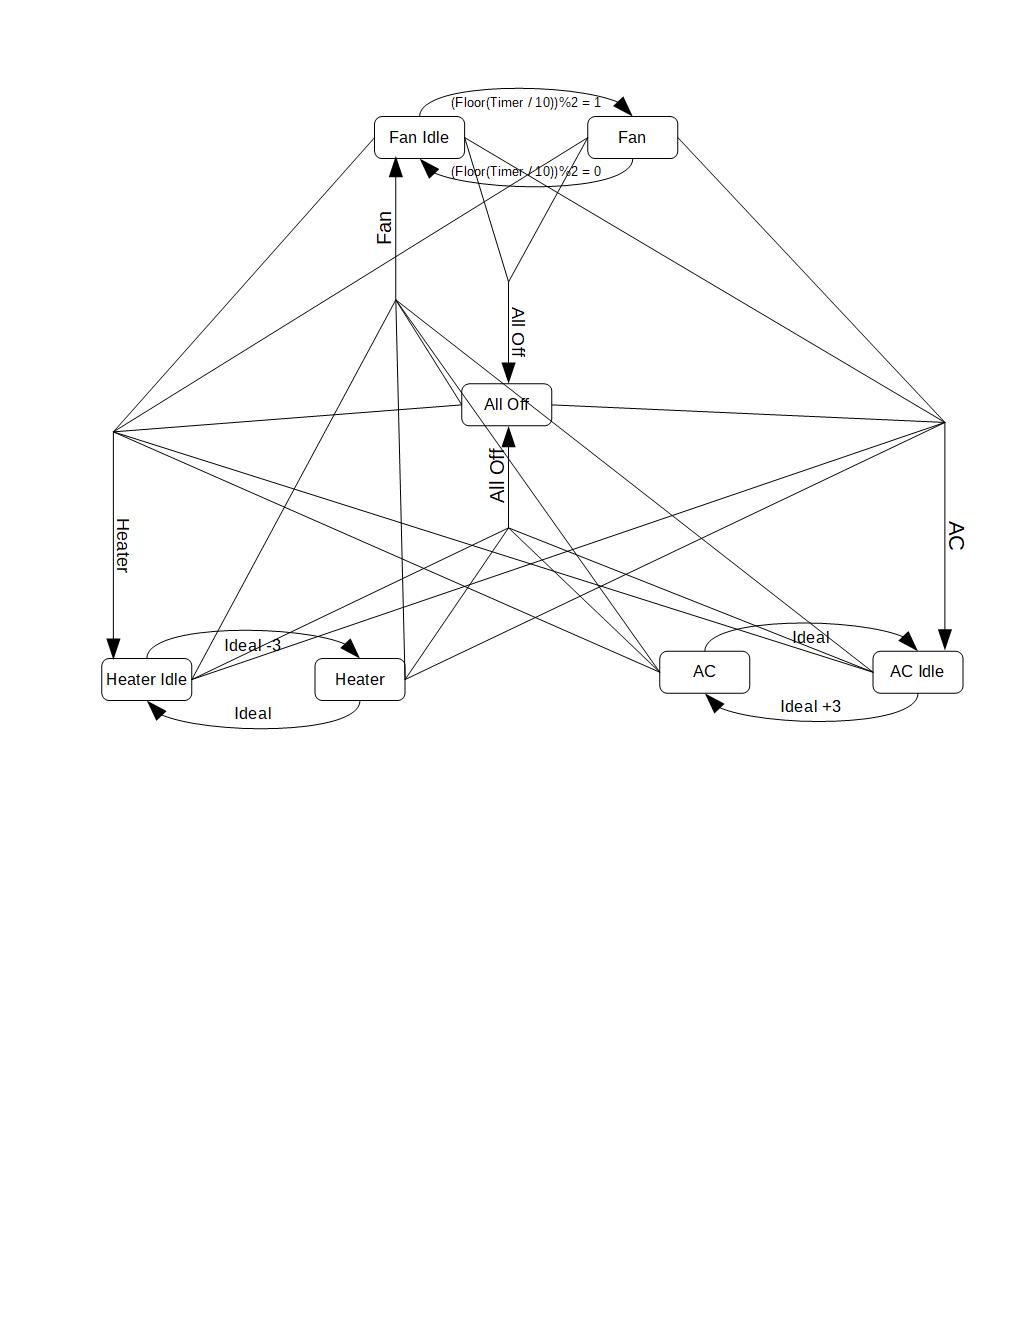 (Floor(Timer / 10))%2 = 1
Fan Idle
Fan
(Floor(Timer / 10))%2 = 0
Fan
All Off
All Off
All Off
Heater
AC
Ideal -3
Ideal
Heater Idle
Heater
AC
AC Idle
Ideal
Ideal +3